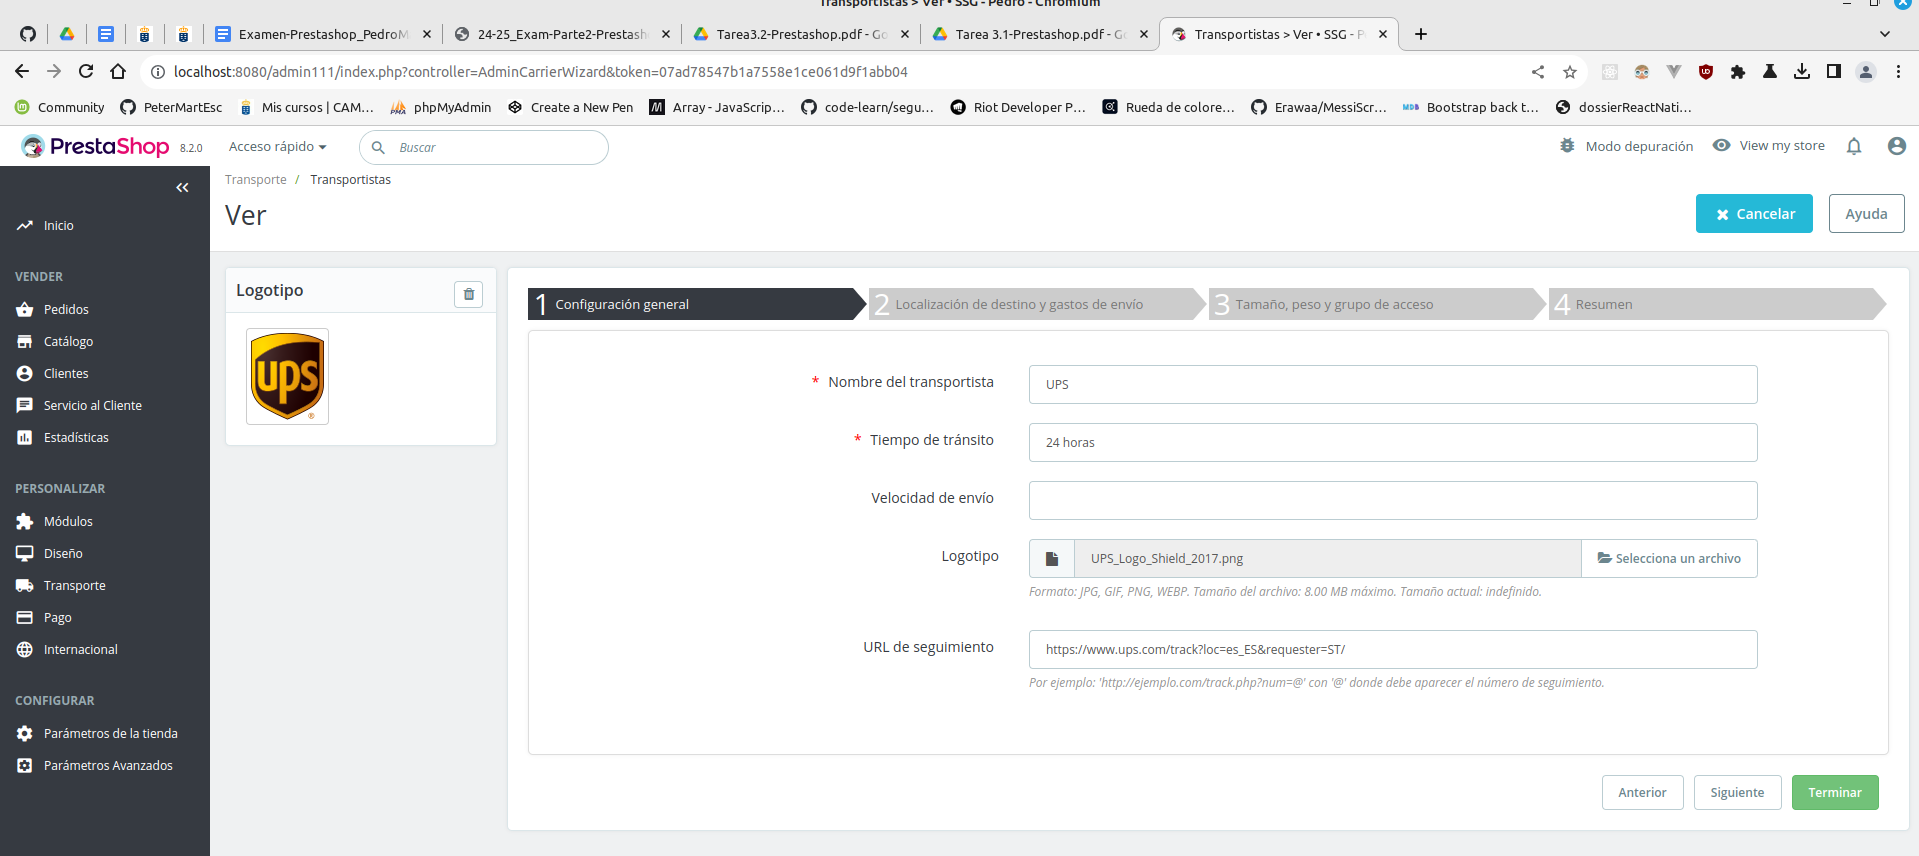 Transportistas > Ver • SSG - Pedro - Chromium
Examen-Prestashop_PedroM
24-25_Exam-Parte2-Prestash
Tarea3.2-Prestashop.pdf - Go
Tarea 3.1-Prestashop.pdf - Go
Transportistas > Ver • SSG - P
localhost:8080/admin111/index.php?controller=AdminCarrierWizard&token=07ad78547b1a7558e1ce061d9f1abb04
Community
PeterMartEsc
Mis cursos | CAM…
phpMyAdmin
Create a New Pen
Array - JavaScrip…
code-learn/segu…
Riot Developer P…
Rueda de colore…
Erawaa/MessiScr…
Bootstrap back t…
dossierReactNati…
PrestaShop 8.2.0
Acceso rápido
Buscar
Modo depuración
View my store
Transporte / Transportistas
Ver
Cancelar
Ayuda
Inicio
VENDER
Pedidos
Catálogo
Clientes
Servicio al Cliente
Estadísticas
PERSONALIZAR
Módulos
Diseño
Transporte
Pago
Internacional
CONFIGURAR
Parámetros de la tienda
Parámetros Avanzados
Logotipo
ups
®
1 Configuración general
2 Localización de destino y gastos de envío
3 Tamaño, peso y grupo de acceso
4 Resumen
* Nombre del transportista
UPS
* Tiempo de tránsito
24 horas
Velocidad de envío
Logotipo
UPS_Logo_Shield_2017.png
Selecciona un archivo
Formato: JPG, GIF, PNG, WEBP. Tamaño del archivo: 8.00 MB máximo. Tamaño actual: indefinido.
URL de seguimiento
https://www.ups.com/track?loc=es_ES&requester=ST/
Por ejemplo: 'http://ejemplo.com/track.php?num=@' con '@' donde debe aparecer el número de seguimiento.
Anterior
Siguiente
Terminar